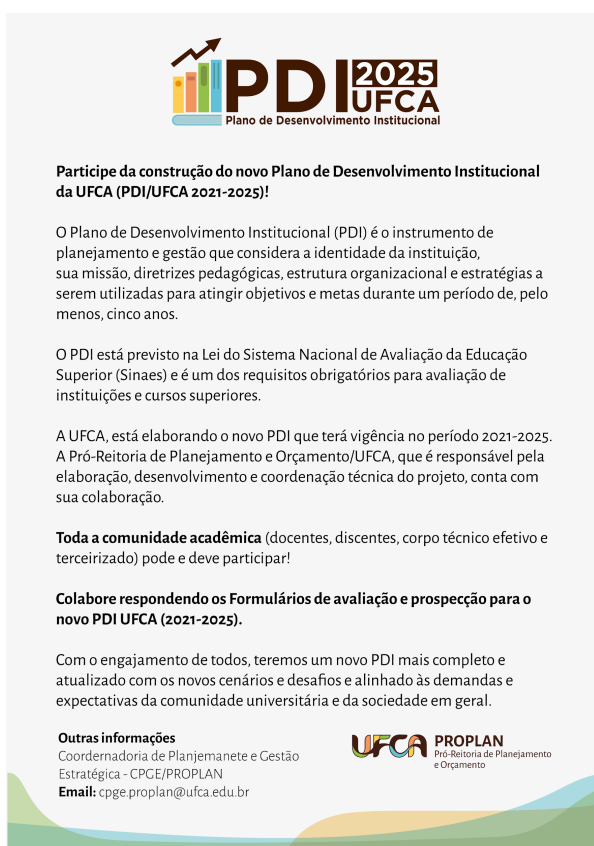 PDI 2025
UFCA
Plano de Desenvolvimento Institucional
Participe da construção do novo Plano de Desenvolvimento Institucional
da UFCA (PDI/UFCA 2021-2025)!
O Plano de Desenvolvimento Institucional (PDI) é o instrumento de
planejamento e gestão que considera a identidade da instituição,
sua missão, diretrizes pedagógicas, estrutura organizacional e estratégias a
serem utilizadas para atingir objetivos e metas durante um período de, pelo
menos, cinco anos.
O PDI está previsto na Lei do Sistema Nacional de Avaliação da Educação
Superior (Sinaes) e é um dos requisitos obrigatórios para avaliação de
instituições e cursos superiores.
A UFCA, está elaborando o novo PDI que terá vigência no período 2021-2025.
A Pró-Reitoria de Planejamento e Orçamento/UFCA, que é responsável pela
elaboração, desenvolvimento e coordenação técnica do projeto, conta com
sua colaboração.
Toda a comunidade acadêmica (docentes, discentes, corpo técnico efetivo e
terceirizado) pode e deve participar!
Colabore respondendo os Formulários de avaliação e prospecção para o
novo PDI UFCA (2021-2025).
Com o engajamento de todos, teremos um novo PDI mais completo e
atualizado com os novos cenários e desafios e alinhado às demandas e
expectativas da comunidade universitária e da sociedade em geral.
Outras informações
Coordernadoria de Planjemanete e Gestão
Estratégica - CPGE/PROPLAN
Email: cpge.proplan@ufca.edu.br
UFCA PROPLAN
Pró-Reitoria de Planejamento
e Orçamento